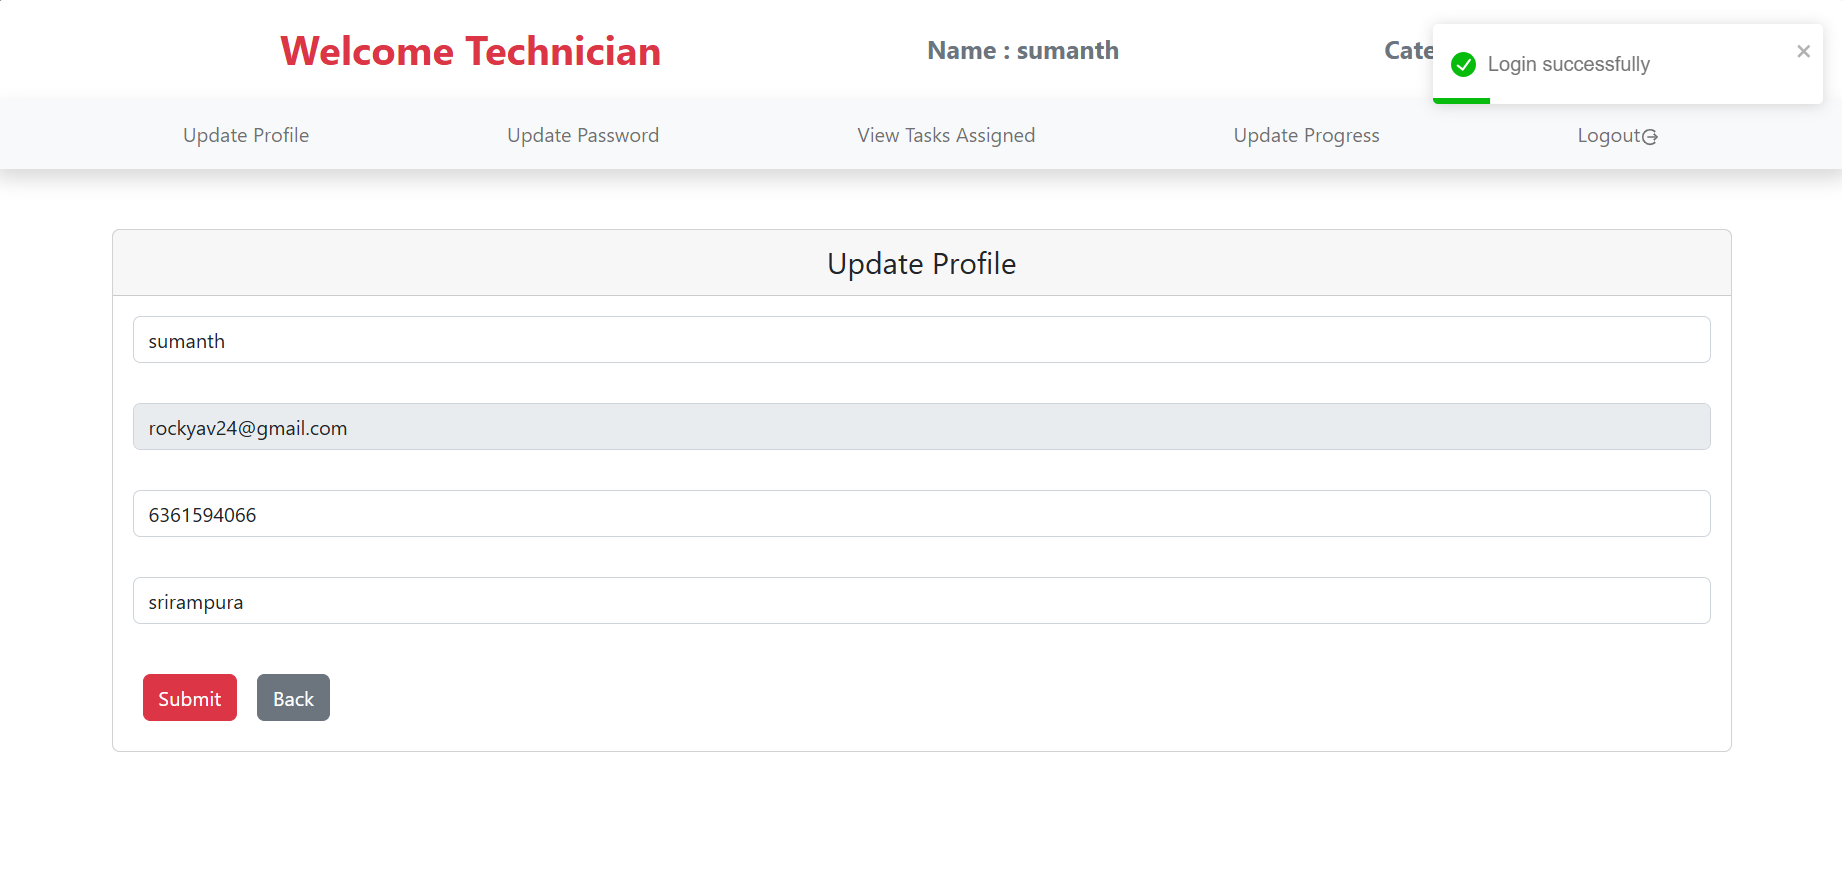 Welcome Technician
Name : sumanth
Login successfully
Update Profile
Update Password
View Tasks Assigned
Update Progress
Logout
Update Profile
sumanth
rockyav24@gmail.com
6361594066
srirampura
Submit
Back